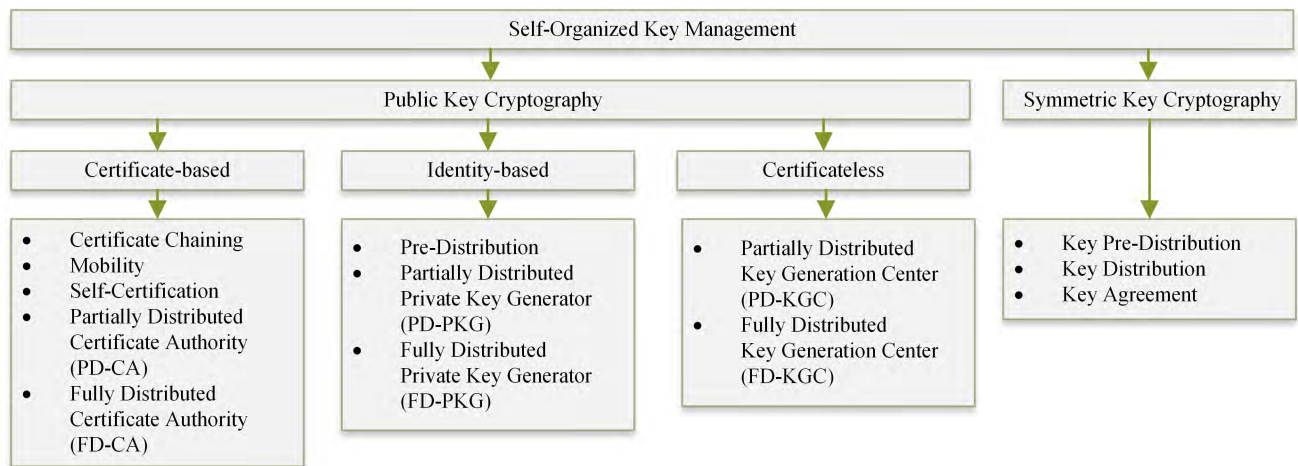 Self-Organized Key Management
Public Key Cryptography
Symmetric Key Cryptography
Certificate-based
Identity-based
Certificateless
• Certificate Chaining
• Mobility
• Self-Certification
• Partially Distributed
Certificate Authority
(PD-CA)
• Fully Distributed
Certificate Authority
(FD-CA)
• Pre-Distribution
• Partially Distributed
Private Key Generator
(PD-PKG)
• Fully Distributed
Private Key Generator
(FD-PKG)
• Partially Distributed
Key Generation Center
(PD-KGC)
• Fully Distributed
Key Generation Center
(FD-KGC)
• Key Pre-Distribution
• Key Distribution
• Key Agreement